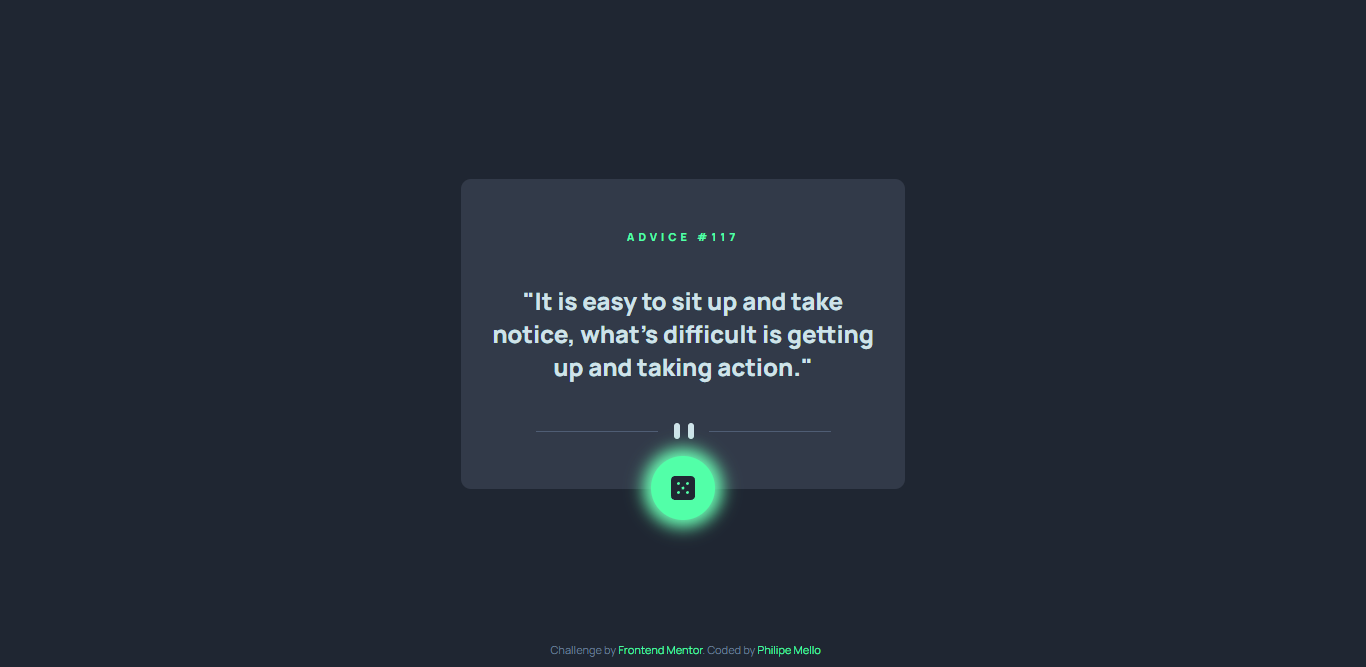 ADVICE #117
"It is easy to sit up and take
notice, what's difficult is getting
up and taking action."
Challenge by Frontend Mentor. Coded by Philipe Mello